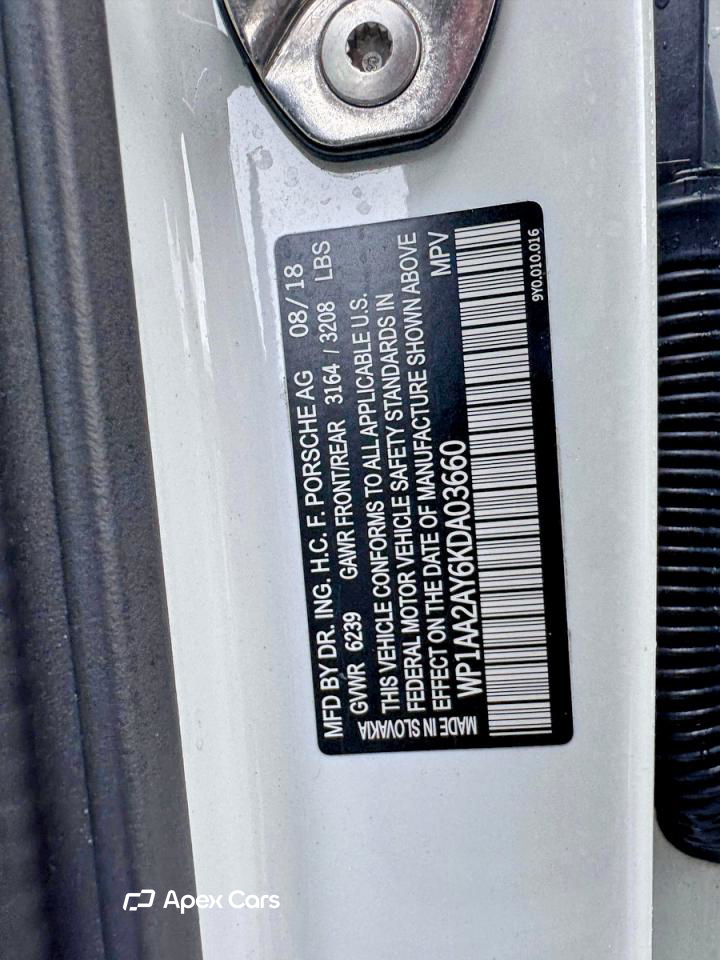 MFD BY DR. ING. H.C. F. PORSCHE AG 08/18
GVWR 6239 GAWR FRONT/REAR 3164 / 3208 LBS
THIS VEHICLE CONFORMS TO ALL APPLICABLE U.S.
FEDERAL MOTOR VEHICLE SAFETY STANDARDS IN
EFFECT ON THE DATE OF MANUFACTURE SHOWN ABOVE
WP1AA2AY6KDA03660 MPV
MADE IN SLOVAKIA
9Y0.010.016
Apex Cars